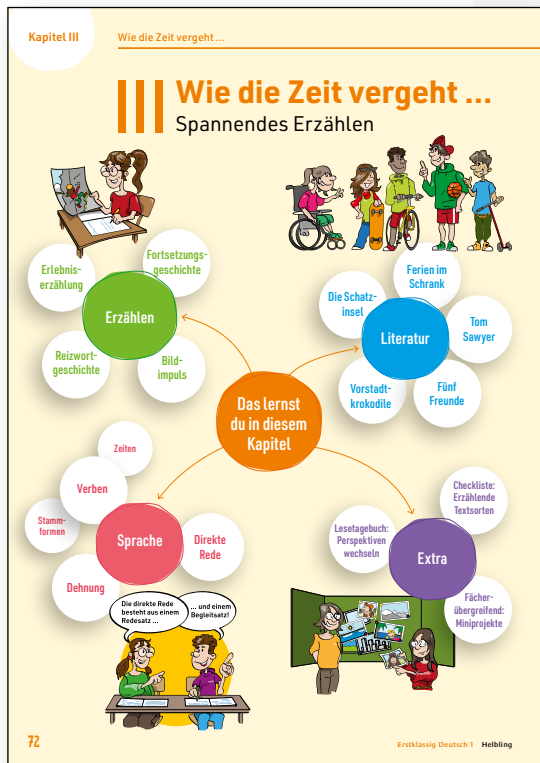 Kapitel III
Wie die Zeit vergeht ...
III
Wie die Zeit vergeht ...
Spannendes Erzählen
Erlebnis-
erzählung
Fortsetzungs-
geschichte
Erzählen
Reizwort-
geschichte
Bild-
impuls
Ferien im
Schrank
Die Schatz-
insel
Tom
Sawyer
Literatur
Vorstadt-
krokodile
Fünf
Freunde
Das lernst
du in diesem
Kapitel
Zeiten
Verben
Stamm-
formen
Sprache
Direkte
Rede
Dehnung
Checkliste:
Erzählende
Textsorten
Lesetagebuch:
Perspektiven
wechseln
Extra
Fächer-
übergreifend:
Miniprojekte
Die direkte Rede
besteht aus einem
Redesatz ...
... und einem
Begleitsatz!
72
Erstklassig Deutsch 1 Helbling